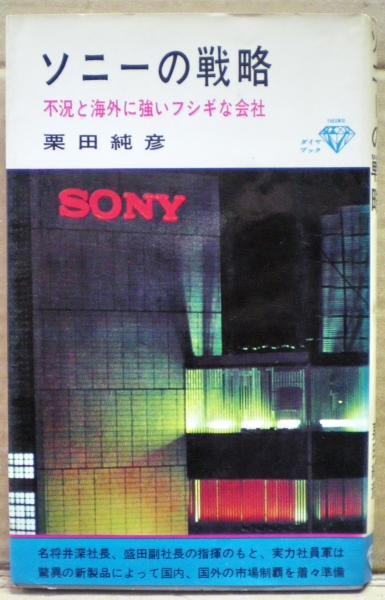 ソニーの戦略
不況と海外に強いフシギな会社
栗田純彦
ダイヤ
ブック
SONY
名将井深社長、盛田副社長の指揮のもと、実力社員軍は
驚異の新製品によって国内、国外の市場制覇を着々準備